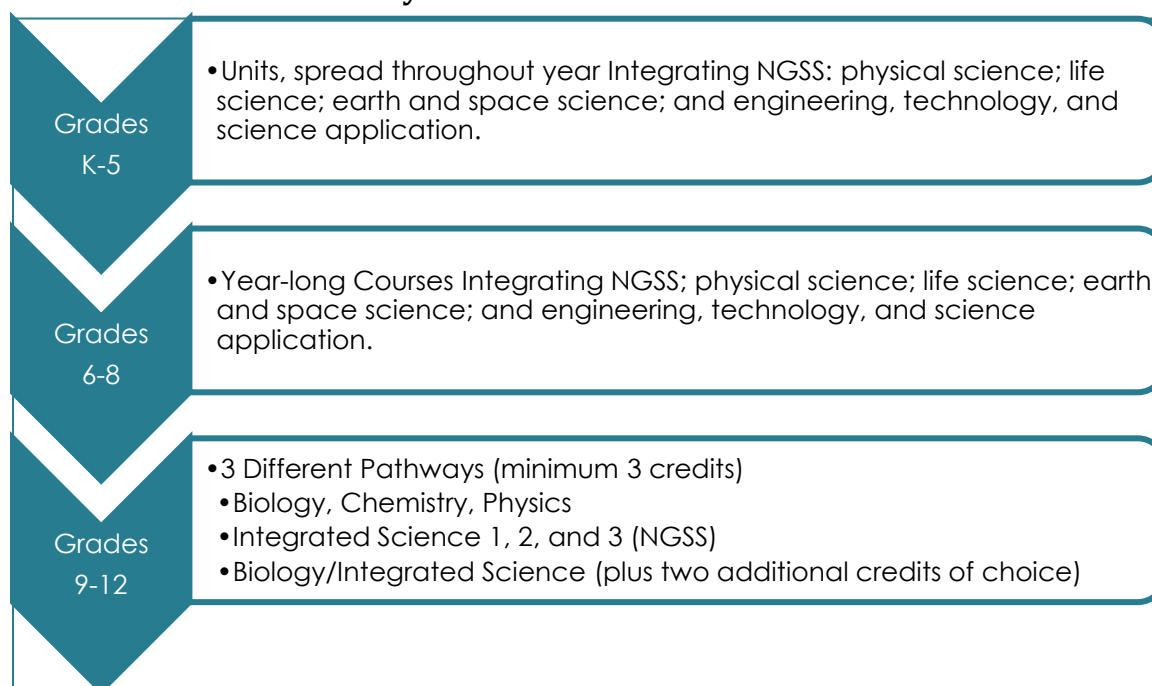 Grades
K-5
•Units, spread throughout year Integrating NGSS: physical science; life
science; earth and space science; and engineering, technology, and
science application.
Grades
6-8
•Year-long Courses Integrating NGSS; physical science; life science; earth
and space science; and engineering, technology, and science
application.
Grades
9-12
•3 Different Pathways (minimum 3 credits)
•Biology, Chemistry, Physics
•Integrated Science 1, 2, and 3 (NGSS)
•Biology/Integrated Science (plus two additional credits of choice)